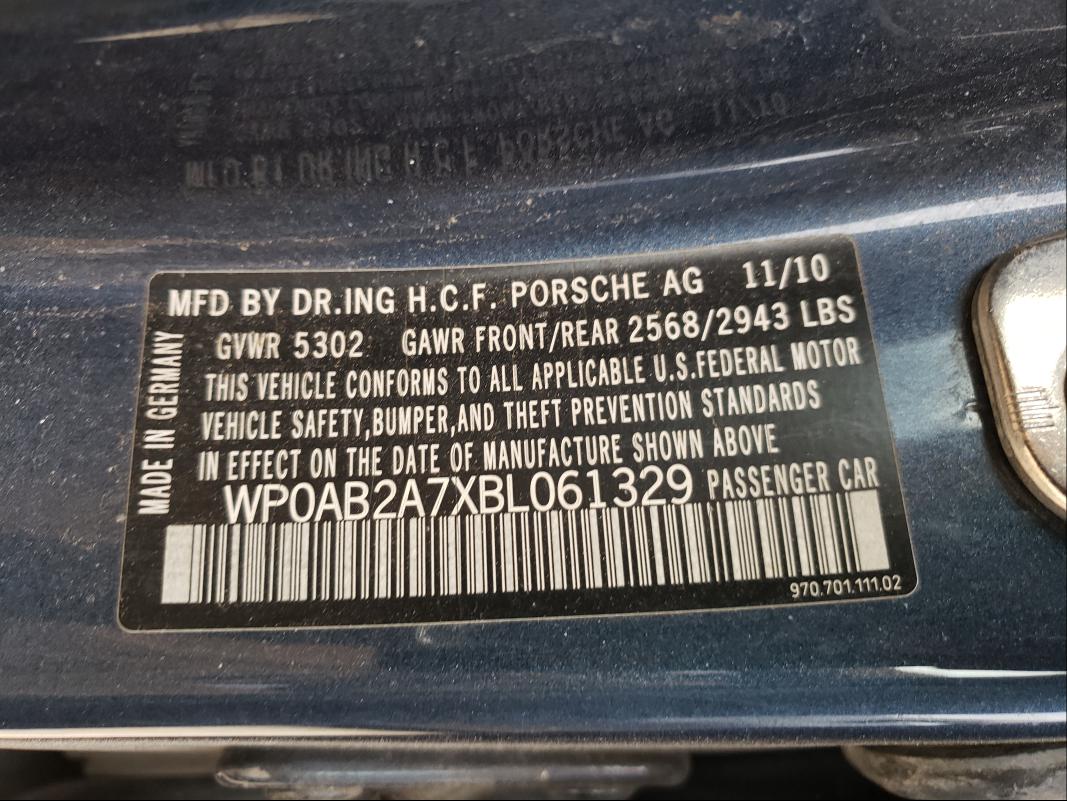 MFD BY DR.ING H.C.F. PORSCHE AG 11/10
GVWR 5302 GAWR FRONT/REAR 2568/2943 LBS
THIS VEHICLE CONFORMS TO ALL APPLICABLE U.S.FEDERAL MOTOR
VEHICLE SAFETY,BUMPER,AND THEFT PREVENTION STANDARDS
IN EFFECT ON THE DATE OF MANUFACTURE SHOWN ABOVE
WP0AB2A7XBL061329 PASSENGER CAR
970.701.111.02
MADE IN GERMANY